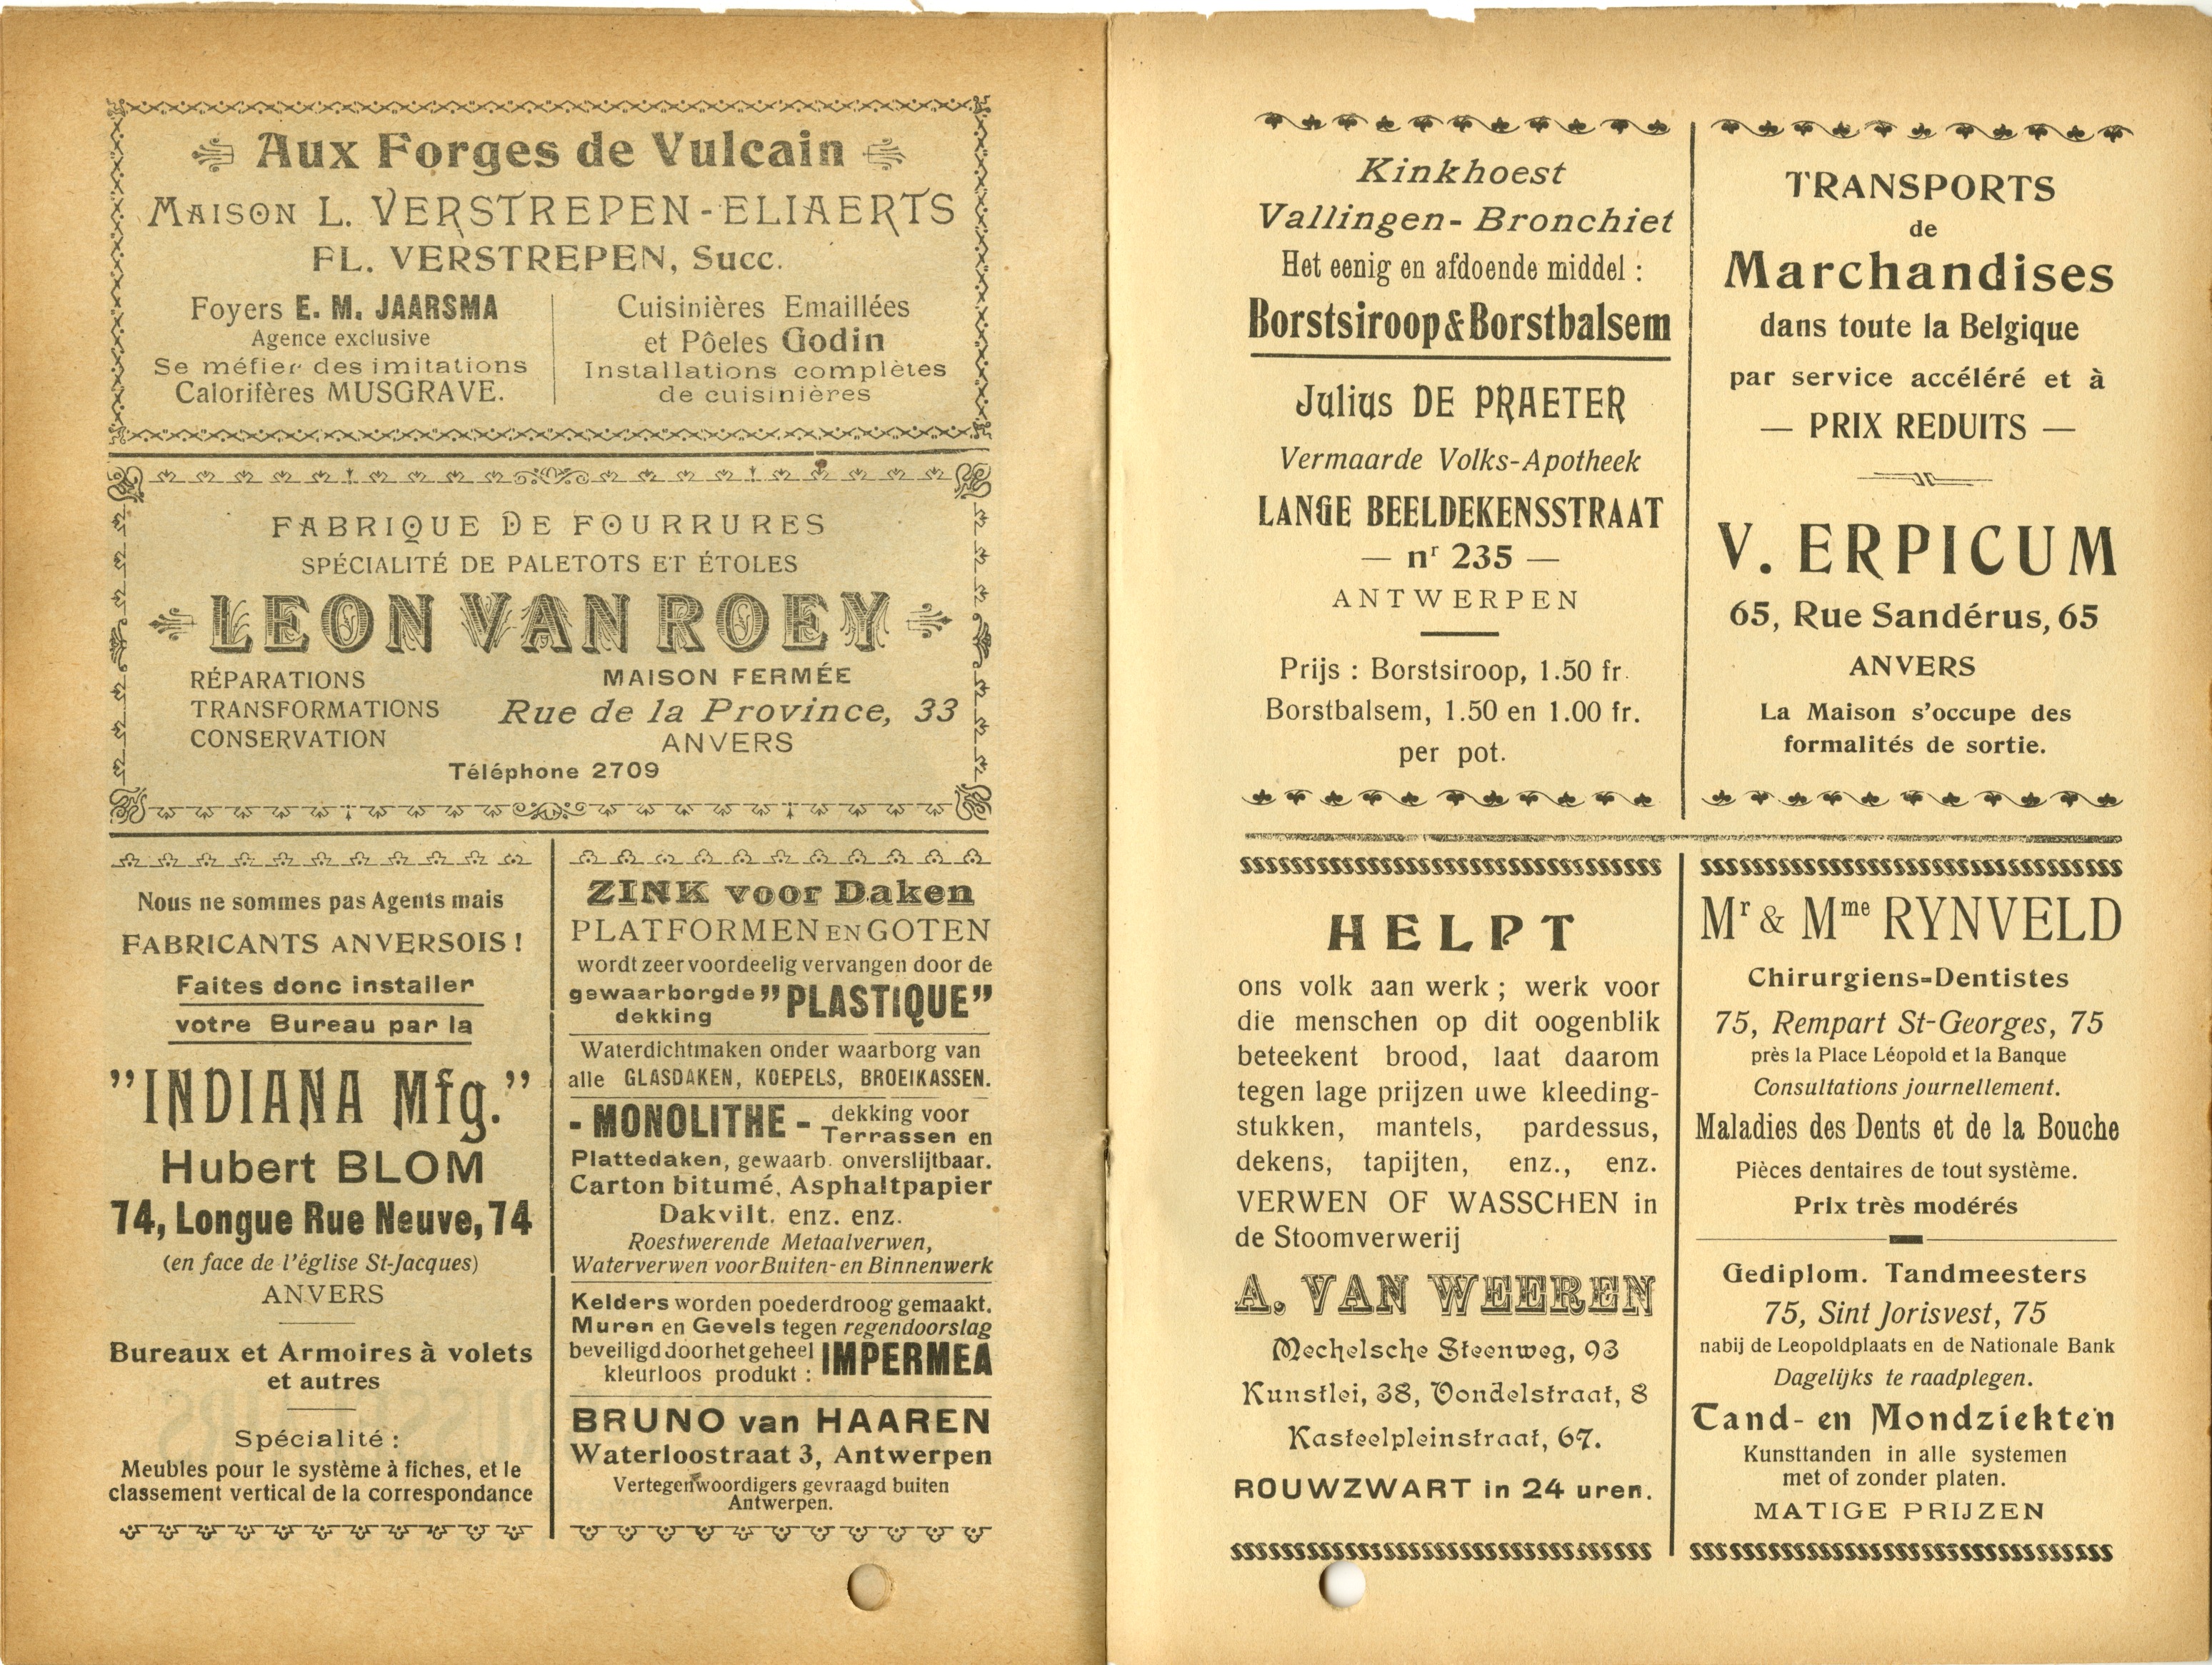 Aux Forges de Vulcain
MAISON L. VERSTREPEN-ELIAERTS
FL. VERSTREPEN, Succ.
Foyers E. M. JAARSMA
Agence exclusive
Se méfier des imitations
Calorifères MUSGRAVE.
Cuisinières Emaillées
et Pôeles Godin
Installations complètes
de cuisinières
FABRIQUE DE FOURRURES
SPÉCIALITÉ DE PALETOTS ET ÉTOLES
LEON VAN ROEY
RÉPARATIONS
TRANSFORMATIONS
CONSERVATION
MAISON FERMÉE
Rue de la Province, 33
ANVERS
Téléphone 2709
Nous ne sommes pas Agents mais
FABRICANTS ANVERSOIS !
Faites donc installer
votre Bureau par la
"INDIANA Mfg."
Hubert BLOM
74, Longue Rue Neuve, 74
(en face de l'église St-Jacques)
ANVERS
Bureaux et Armoires à volets
et autres
Spécialité :
Meubles pour le système à fiches, et le
classement vertical de la correspondance
ZINK voor Daken
PLATFORMEN EN GOTEN
wordt zeer voordeelig vervangen door de
gewaarborgde dekking "PLASTIQUE"
Waterdichtmaken onder waarborg van
alle GLASDAKEN, KOEPELS, BROEIKASSEN.
- MONOLITHE - dekking voor
Terrassen en
Plattedaken, gewaarb. onverslijtbaar.
Carton bitumé, Asphaltpapier
Dakvilt. enz. enz.
Roestwerende Metaalverwen,
Waterverwen voor Buiten- en Binnenwerk
Kelders worden poederdroog gemaakt.
Muren en Gevels tegen regendoorslag
beveiligd door het geheel
kleurloos produkt : IMPERMEA
BRUNO van HAAREN
Waterloostraat 3, Antwerpen
Vertegenwoordigers gevraagd buiten
Antwerpen.
Kinkhoest
Vallingen- Bronchiet
Het eenig en afdoende middel :
Borstsiroop & Borstbalsem
Julius DE PRAETER
Vermaarde Volks-Apotheek
LANGE BEELDEKENSSTRAAT
— nr 235 —
ANTWERPEN
Prijs : Borstsiroop, 1.50 fr.
Borstbalsem, 1.50 en 1.00 fr.
per pot.
TRANSPORTS
de
Marchandises
dans toute la Belgique
par service accéléré et à
— PRIX REDUITS —
V. ERPICUM
65, Rue Sandérus, 65
ANVERS
La Maison s'occupe des
formalités de sortie.
HELPT
ons volk aan werk ; werk voor
die menschen op dit oogenblik
beteekent brood, laat daarom
tegen lage prijzen uwe kleeding-
stukken, mantels, pardessus,
dekens, tapijten, enz., enz.
VERWEN OF WASSCHEN in
de Stoomverwerij
A. VAN WEEREN
Mechelsche Steenweg, 93
Kunstlei, 38, Vondelstraat, 8
Kasteelpleinstraat, 67.
ROUWZWART in 24 uren.
Mr & Mme RYNVELD
Chirurgiens-Dentistes
75, Rempart St-Georges, 75
près la Place Léopold et la Banque
Consultations journellement.
Maladies des Dents et de la Bouche
Pièces dentaires de tout système.
Prix très modérés
Gediplom. Tandmeesters
75, Sint Jorisvest, 75
nabij de Leopoldplaats en de Nationale Bank
Dagelijks te raadplegen.
Tand- en Mondziekten
Kunsttanden in alle systemen
met of zonder platen.
MATIGE PRIJZEN